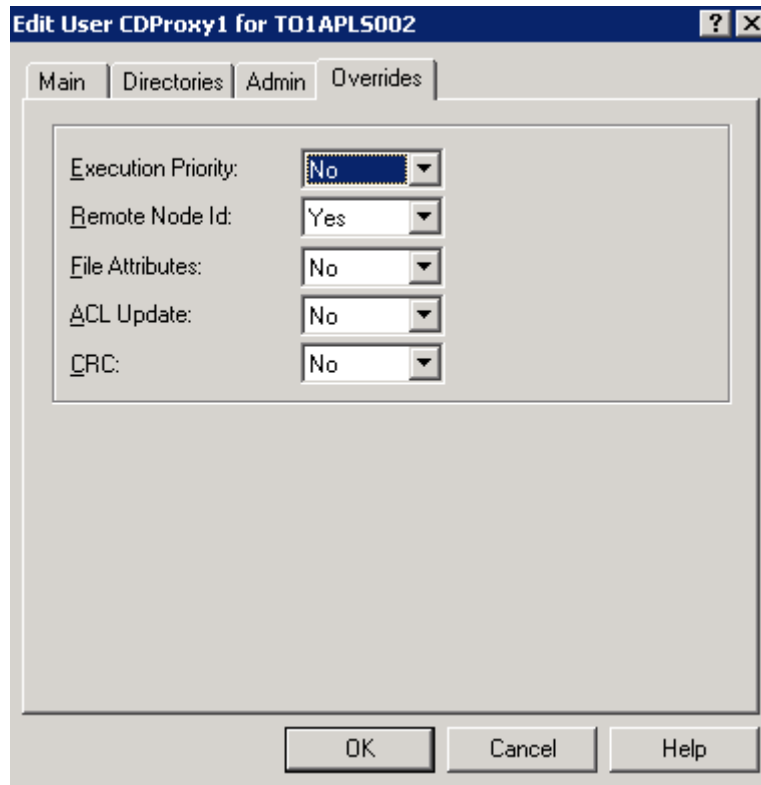 Edit User CDProxy1 for TO1APLS002
Main Directories Admin Overrides
Execution Priority: No
Remote Node Id: Yes
File Attributes: No
ACL Update: No
CRC: No
OK Cancel Help